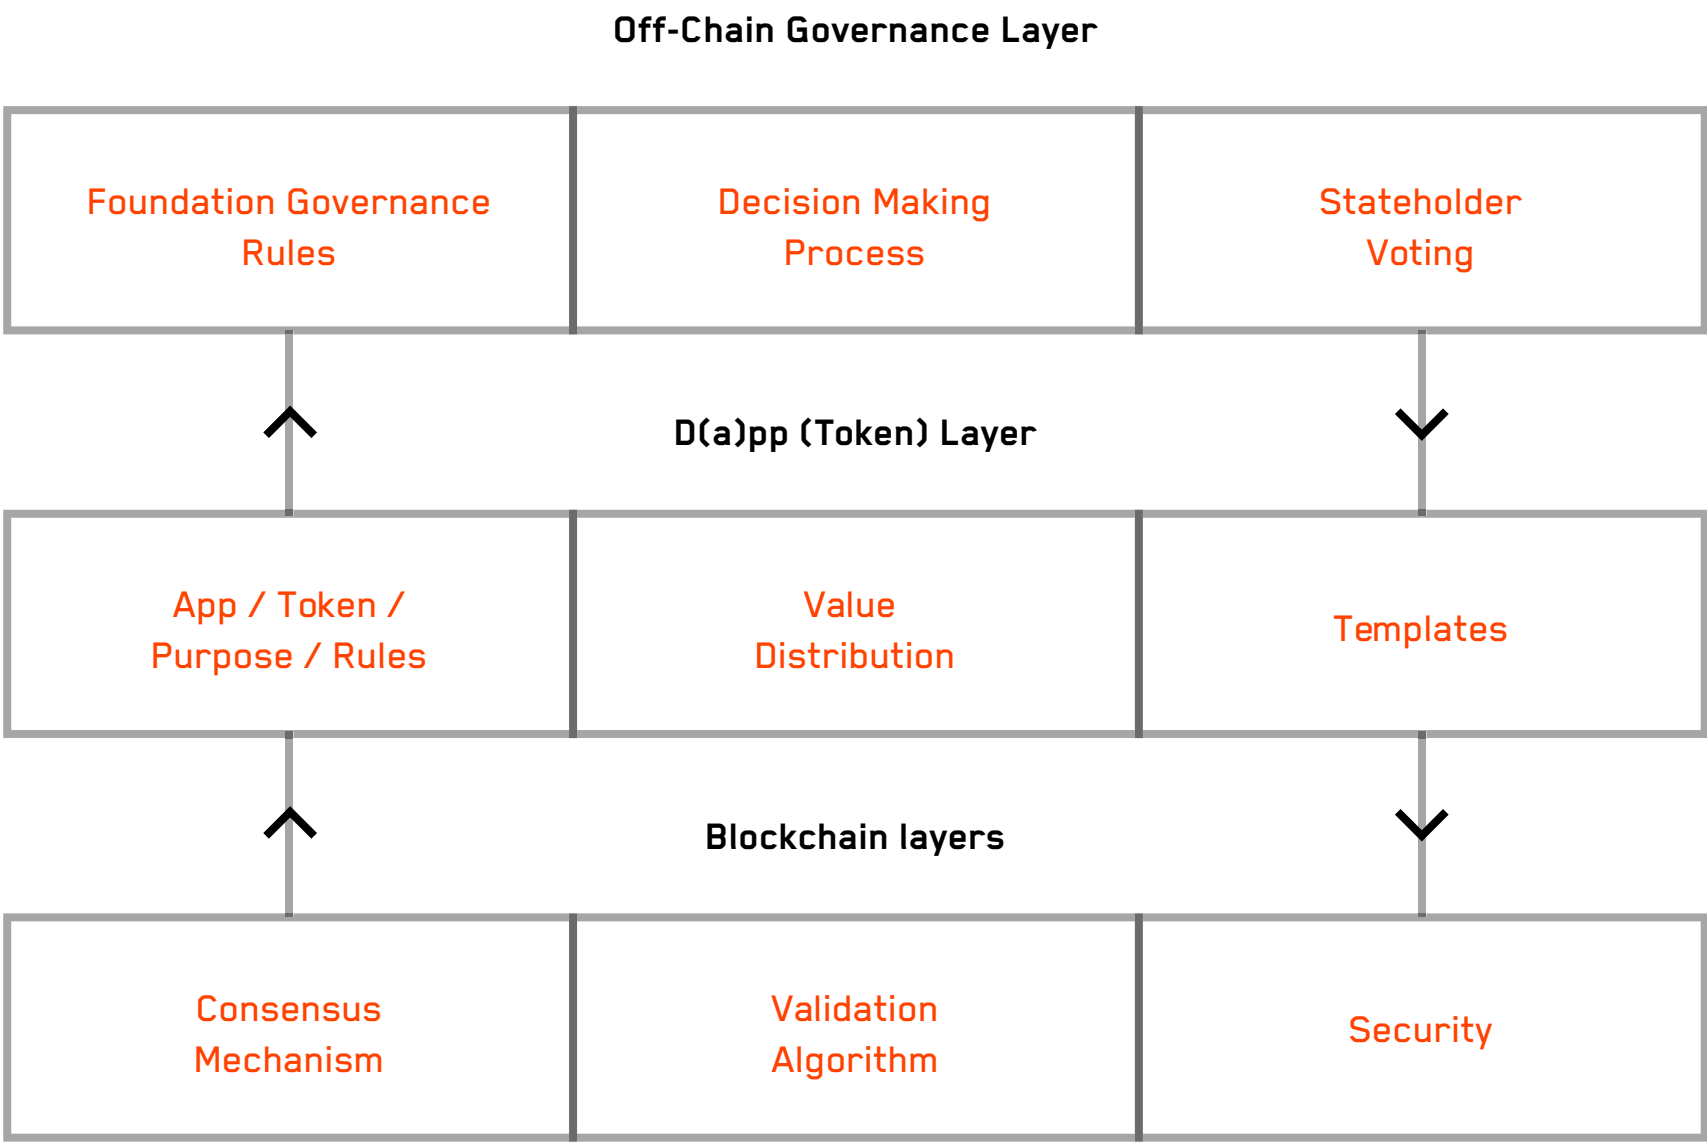 Off-Chain Governance Layer
Foundation Governance
Rules
Decision Making
Process
Stateholder
Voting
D(a)pp (Token) Layer
App / Token /
Purpose / Rules
Value
Distribution
Templates
Blockchain layers
Consensus
Mechanism
Validation
Algorithm
Security